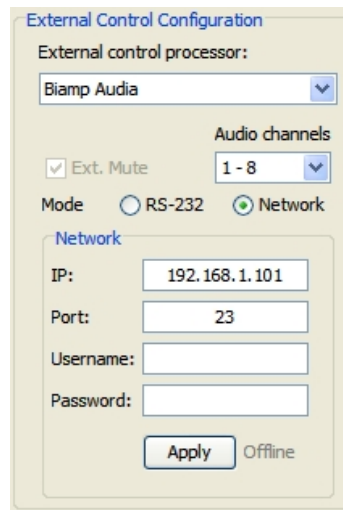 External Control Configuration
External control processor:
Biamp Audia
Audio channels
Ext. Mute 1 - 8
Mode RS-232 Network
Network
IP: 192.168.1.101
Port: 23
Username:
Password:
Apply Offline